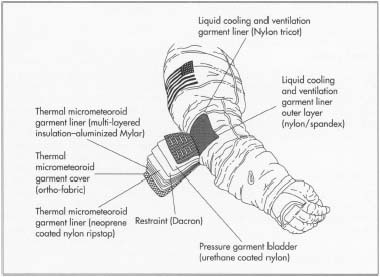 Liquid cooling and ventilation
garment liner (Nylon tricot)
Liquid cooling
and ventilation
garment liner
outer layer
(nylon/spandex)
Thermal micrometeoroid
garment liner (multi-layered
insulation–aluminized Mylar)
Thermal
micrometeoroid
garment cover
(ortho-fabric)
Thermal micrometeoroid
garment liner (neoprene
coated nylon ripstop)
Restraint (Dacron)
Pressure garment bladder
(urethane coated nylon)